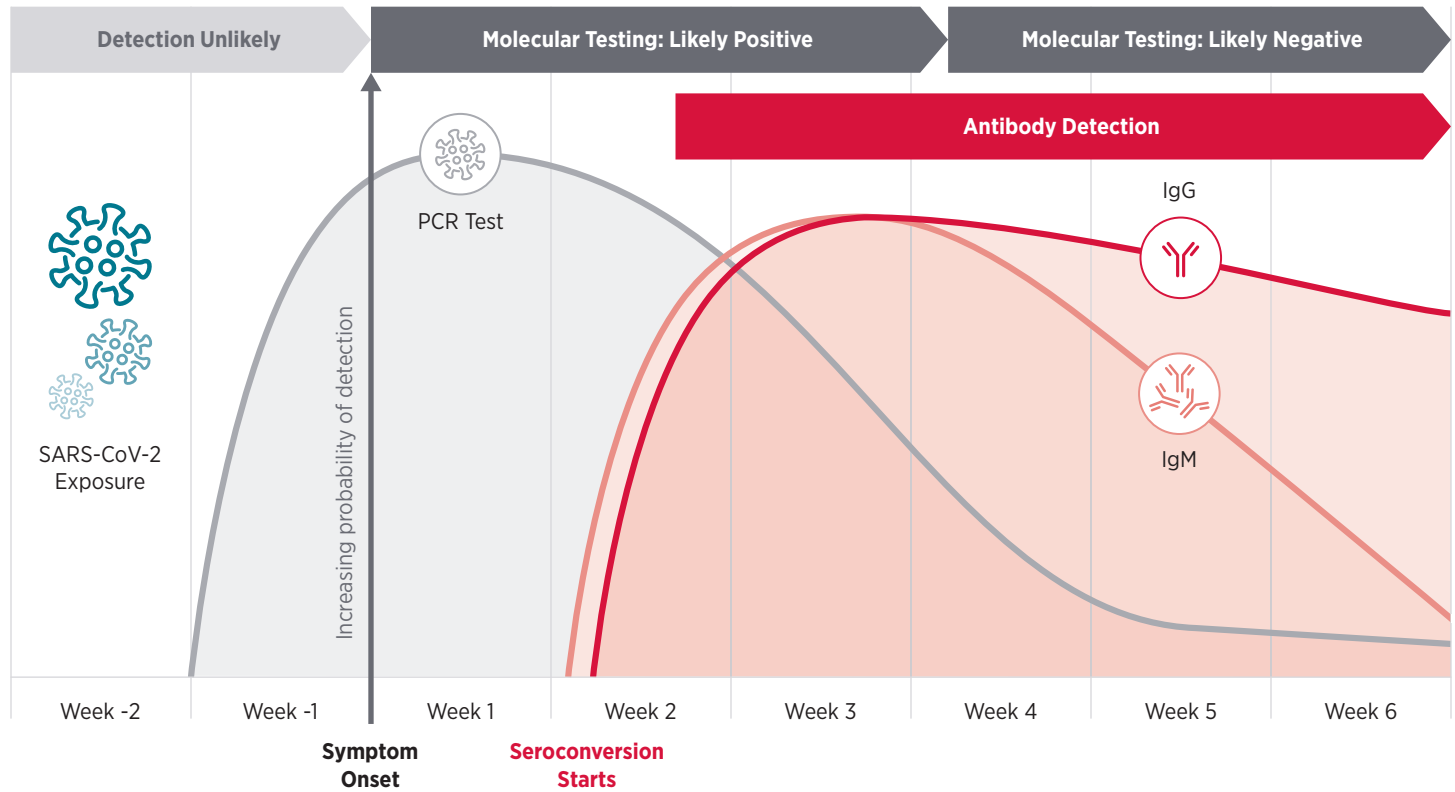 Detection Unlikely
Molecular Testing: Likely Positive
Molecular Testing: Likely Negative
Antibody Detection
IgG
PCR Test
Increasing probability of detection
SARS-CoV-2
Exposure
IgM
Week -2
Week -1
Week 1
Week 2
Week 3
Week 4
Week 5
Week 6
Symptom
Onset
Seroconversion
Starts